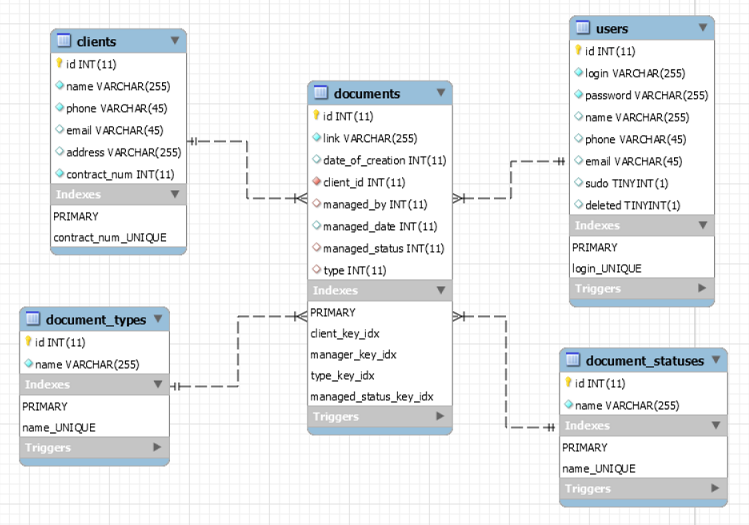 clients
id INT(11)
name VARCHAR(255)
phone VARCHAR(45)
email VARCHAR(45)
address VARCHAR(255)
contract_num INT(11)
Indexes
PRIMARY
contract_num_UNIQUE
documents
id INT(11)
link VARCHAR(255)
date_of_creation INT(11)
client_id INT(11)
managed_by INT(11)
managed_date INT(11)
managed_status INT(11)
type INT(11)
Indexes
PRIMARY
client_key_idx
manager_key_idx
type_key_idx
managed_status_key_idx
Triggers
users
id INT(11)
login VARCHAR(255)
password VARCHAR(255)
name VARCHAR(255)
phone VARCHAR(45)
email VARCHAR(45)
sudo TINYINT(1)
deleted TINYINT(1)
Indexes
PRIMARY
login_UNIQUE
Triggers
document_types
id INT(11)
name VARCHAR(255)
Indexes
PRIMARY
name_UNIQUE
Triggers
document_statuses
id INT(11)
name VARCHAR(255)
Indexes
PRIMARY
name_UNIQUE
Triggers